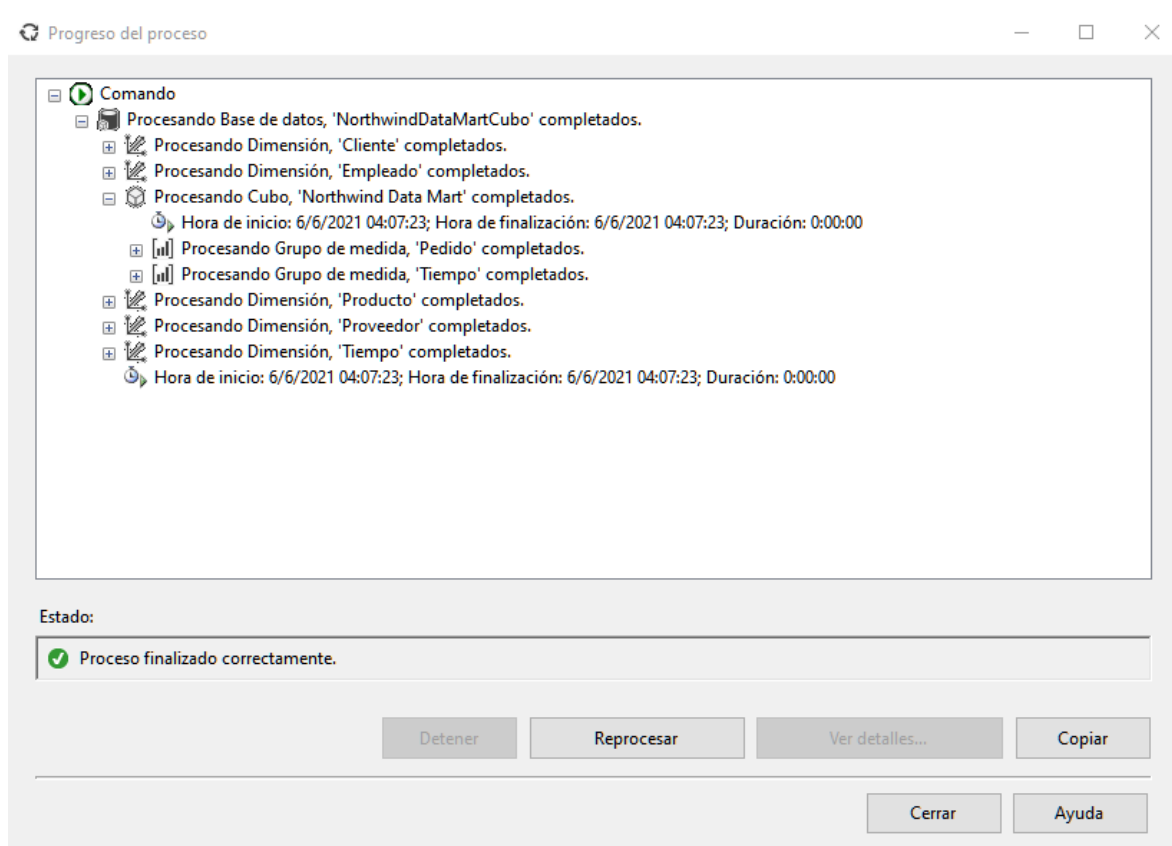 Progreso del proceso
Comando
Procesando Base de datos, 'NorthwindDataMartCubo' completados.
Procesando Dimensión, 'Cliente' completados.
Procesando Dimensión, 'Empleado' completados.
Procesando Cubo, 'Northwind Data Mart' completados.
Hora de inicio: 6/6/2021 04:07:23; Hora de finalización: 6/6/2021 04:07:23; Duración: 0:00:00
Procesando Grupo de medida, 'Pedido' completados.
Procesando Grupo de medida, 'Tiempo' completados.
Procesando Dimensión, 'Producto' completados.
Procesando Dimensión, 'Proveedor' completados.
Procesando Dimensión, 'Tiempo' completados.
Hora de inicio: 6/6/2021 04:07:23; Hora de finalización: 6/6/2021 04:07:23; Duración: 0:00:00
Estado:
Proceso finalizado correctamente.
Detener Reprocesar Ver detalles... Copiar
Cerrar Ayuda